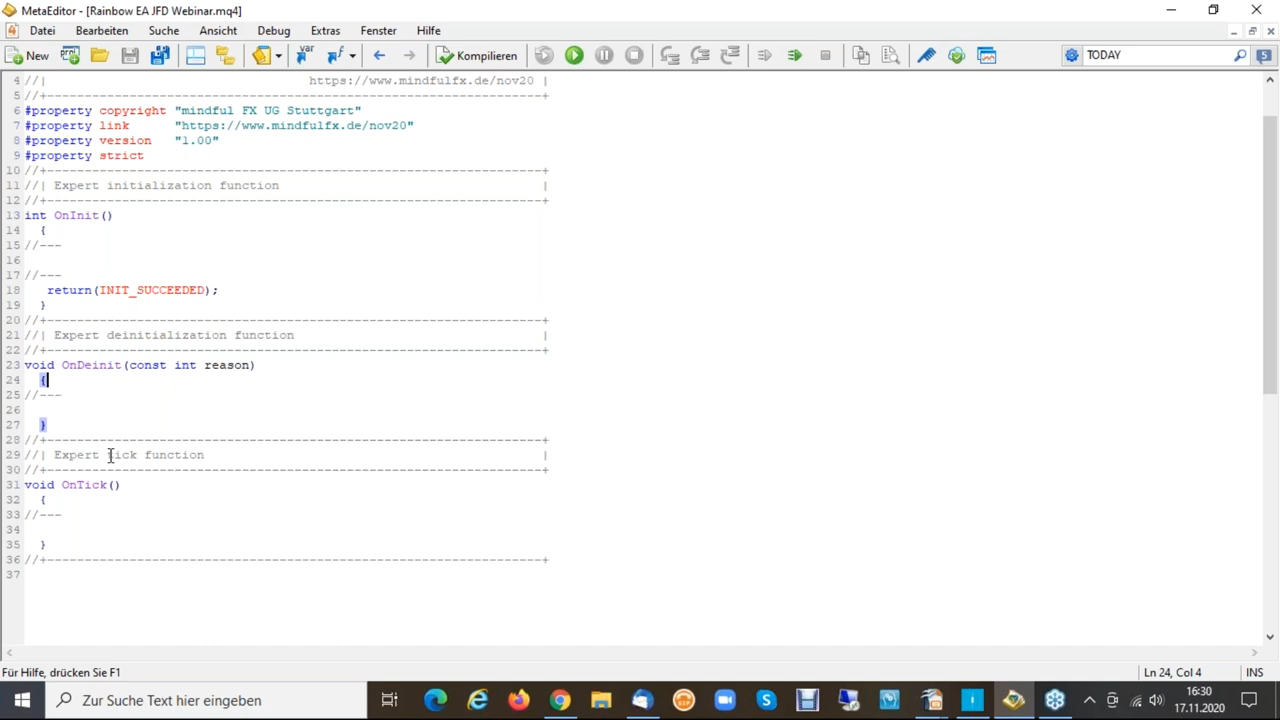 MetaEditor - [Rainbow EA JFD Webinar.mq4]
Datei Bearbeiten Suche Ansicht Debug Extras Fenster Hilfe
New Kompilieren TODAY 5
4 //| https://www.mindfulfx.de/nov20 |
5 //+------------------------------------------------------------------+
6 #property copyright "mindful FX UG Stuttgart"
7 #property link "https://www.mindfulfx.de/nov20"
8 #property version "1.00"
9 #property strict
10 //+------------------------------------------------------------------+
11 //| Expert initialization function |
12 //+------------------------------------------------------------------+
13 int OnInit()
14 {
15 //---
16
17 //---
18 return(INIT_SUCCEEDED);
19 }
20 //+------------------------------------------------------------------+
21 //| Expert deinitialization function |
22 //+------------------------------------------------------------------+
23 void OnDeinit(const int reason)
24 {
25 //---
26
27 }
28 //+------------------------------------------------------------------+
29 //| Expert tick function |
30 //+------------------------------------------------------------------+
31 void OnTick()
32 {
33 //---
34
35 }
36 //+------------------------------------------------------------------+
37
Für Hilfe, drücken Sie F1 Ln 24, Col 4 INS
Zur Suche Text hier eingeben
16:30
17.11.2020